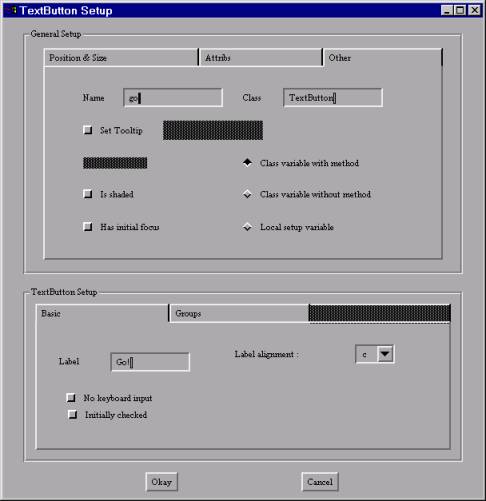 TextButton Setup
General Setup
Position & Size Attribs Other
Name go Class TextButton
Set Tooltip
Class variable with method
Is shaded Class variable without method
Has initial focus Local setup variable
TextButton Setup
Basic Groups
Label Go! Label alignment : c
No keyboard input
Initially checked
Okay Cancel